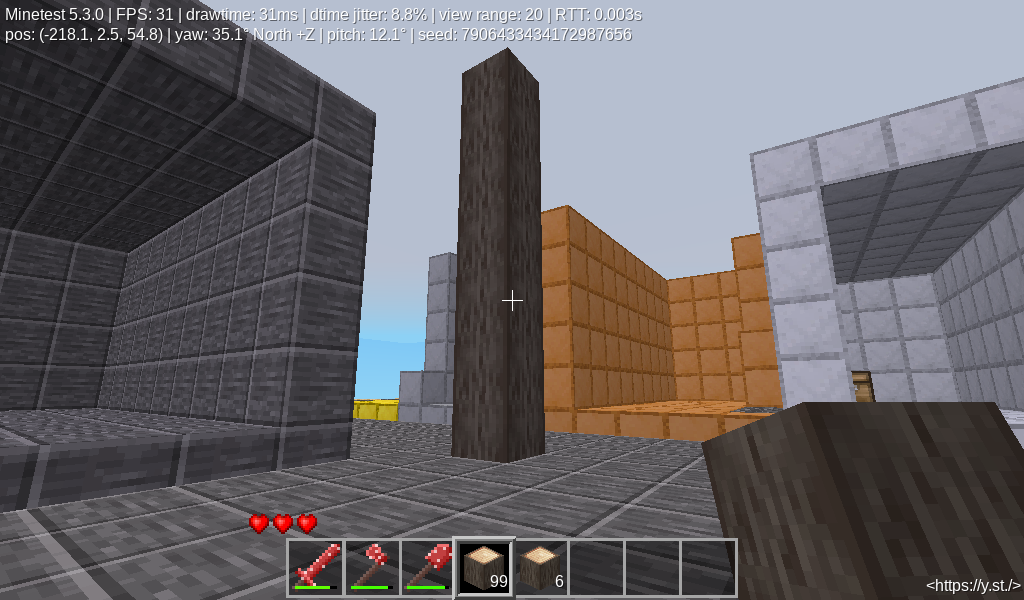 Minetest 5.3.0 | FPS: 31 | drawtime: 31ms | dtime jitter: 8.8% | view range: 20 | RTT: 0.003s
pos: (-218.1, 2.5, 54.8) | yaw: 35.1° North +Z | pitch: 12.1° | seed: 7906433434172987656
99
6
<https://y.st./>